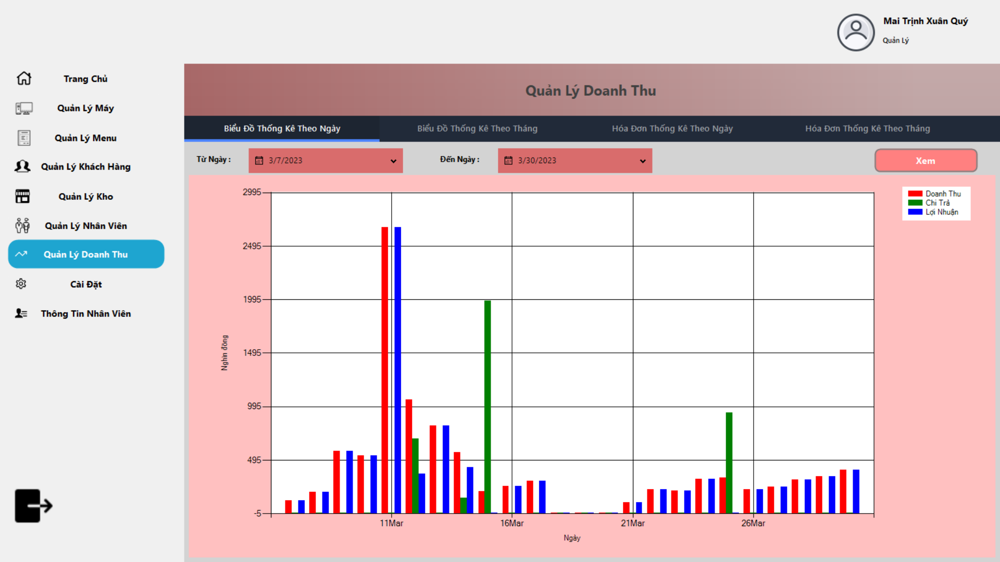 Mai Trịnh Xuân Quý
Quản Lý
Trang Chủ
Quản Lý Máy
Quản Lý Menu
Quản Lý Khách Hàng
Quản Lý Kho
Quản Lý Nhân Viên
Quản Lý Doanh Thu
Cài Đặt
Thông Tin Nhân Viên
Quản Lý Doanh Thu
Biểu Đồ Thống Kê Theo Ngày
Biểu Đồ Thống Kê Theo Tháng
Hóa Đơn Thống Kê Theo Ngày
Hóa Đơn Thống Kê Theo Tháng
Từ Ngày :
3/7/2023
Đến Ngày :
3/30/2023
Xem
Doanh Thu
Chi Trả
Lợi Nhuận
2995
2495
1995
1495
995
495
-5
Nghìn đồng
11Mar
16Mar
21Mar
26Mar
Ngày